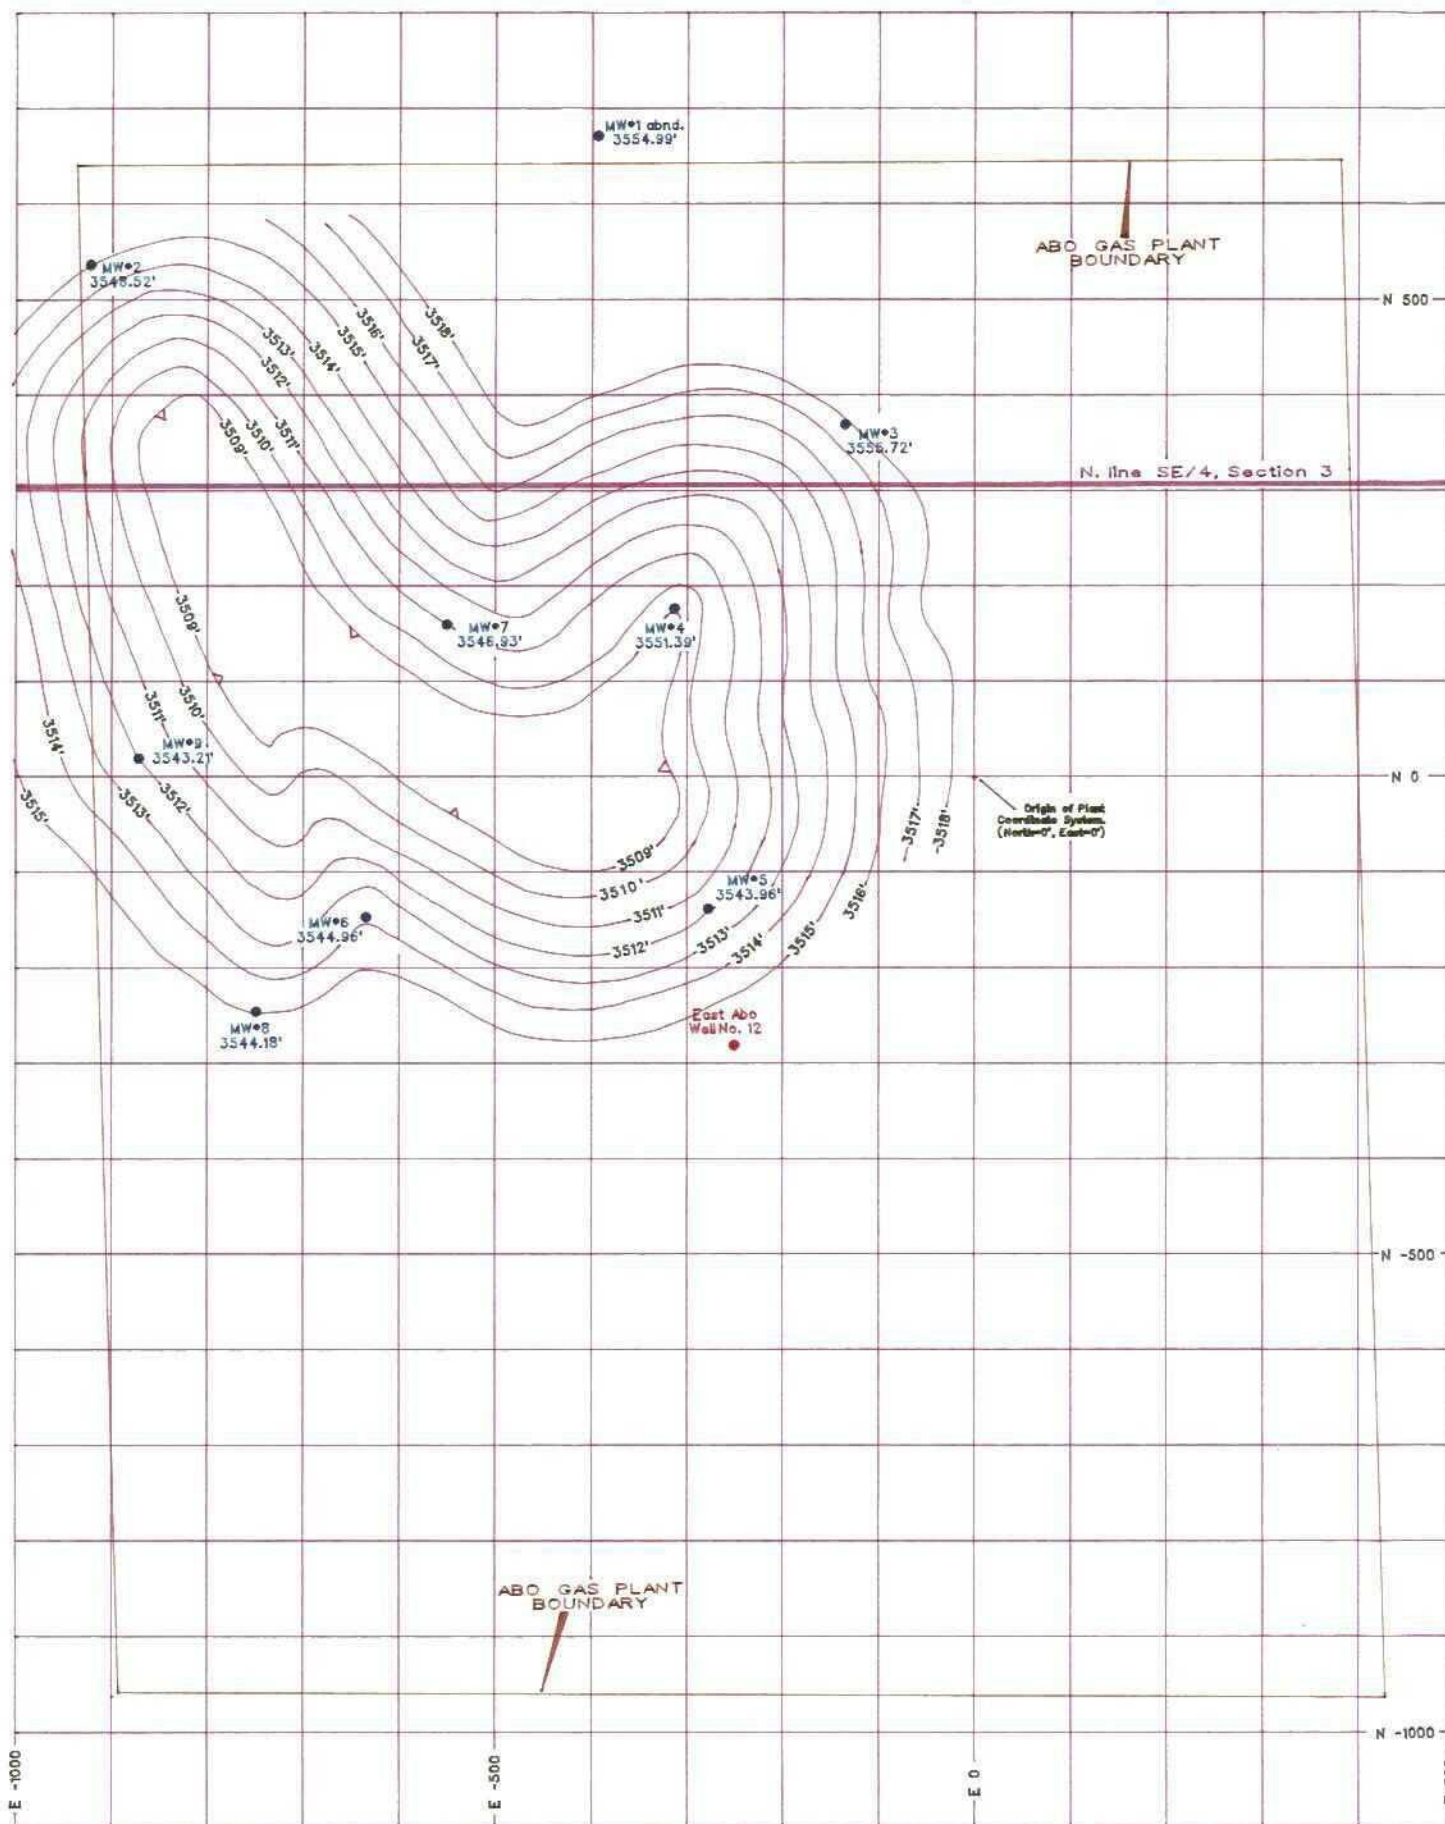 MW#1 abnd.
3554.99'
ABO GAS PLANT
BOUNDARY
MW#2
N 500
3518'
3516'
3517'
3515'
3513'
3514'
3512'
3511'
3510'
3509'
MW#3
N. line SE/4, Section 3
3509'
MW#7
MW#4
3551.39'
3510'
3511'
3514'
MW#9
3543.21'
3512'
3513'
3515'
N 0
Origin of Plant
Coordinate System.
(North=0', East=0')
3517'
3518'
3509'
3510'
MW#5
3543.96'
3516'
3511'
3512'
3513'
3514'
3515'
MW#6
3544.96'
MW#8
3544.18'
East Abo
Well No. 12
N -500
ABO GAS PLANT
BOUNDARY
N -1000
E -1000
E -500
E 0